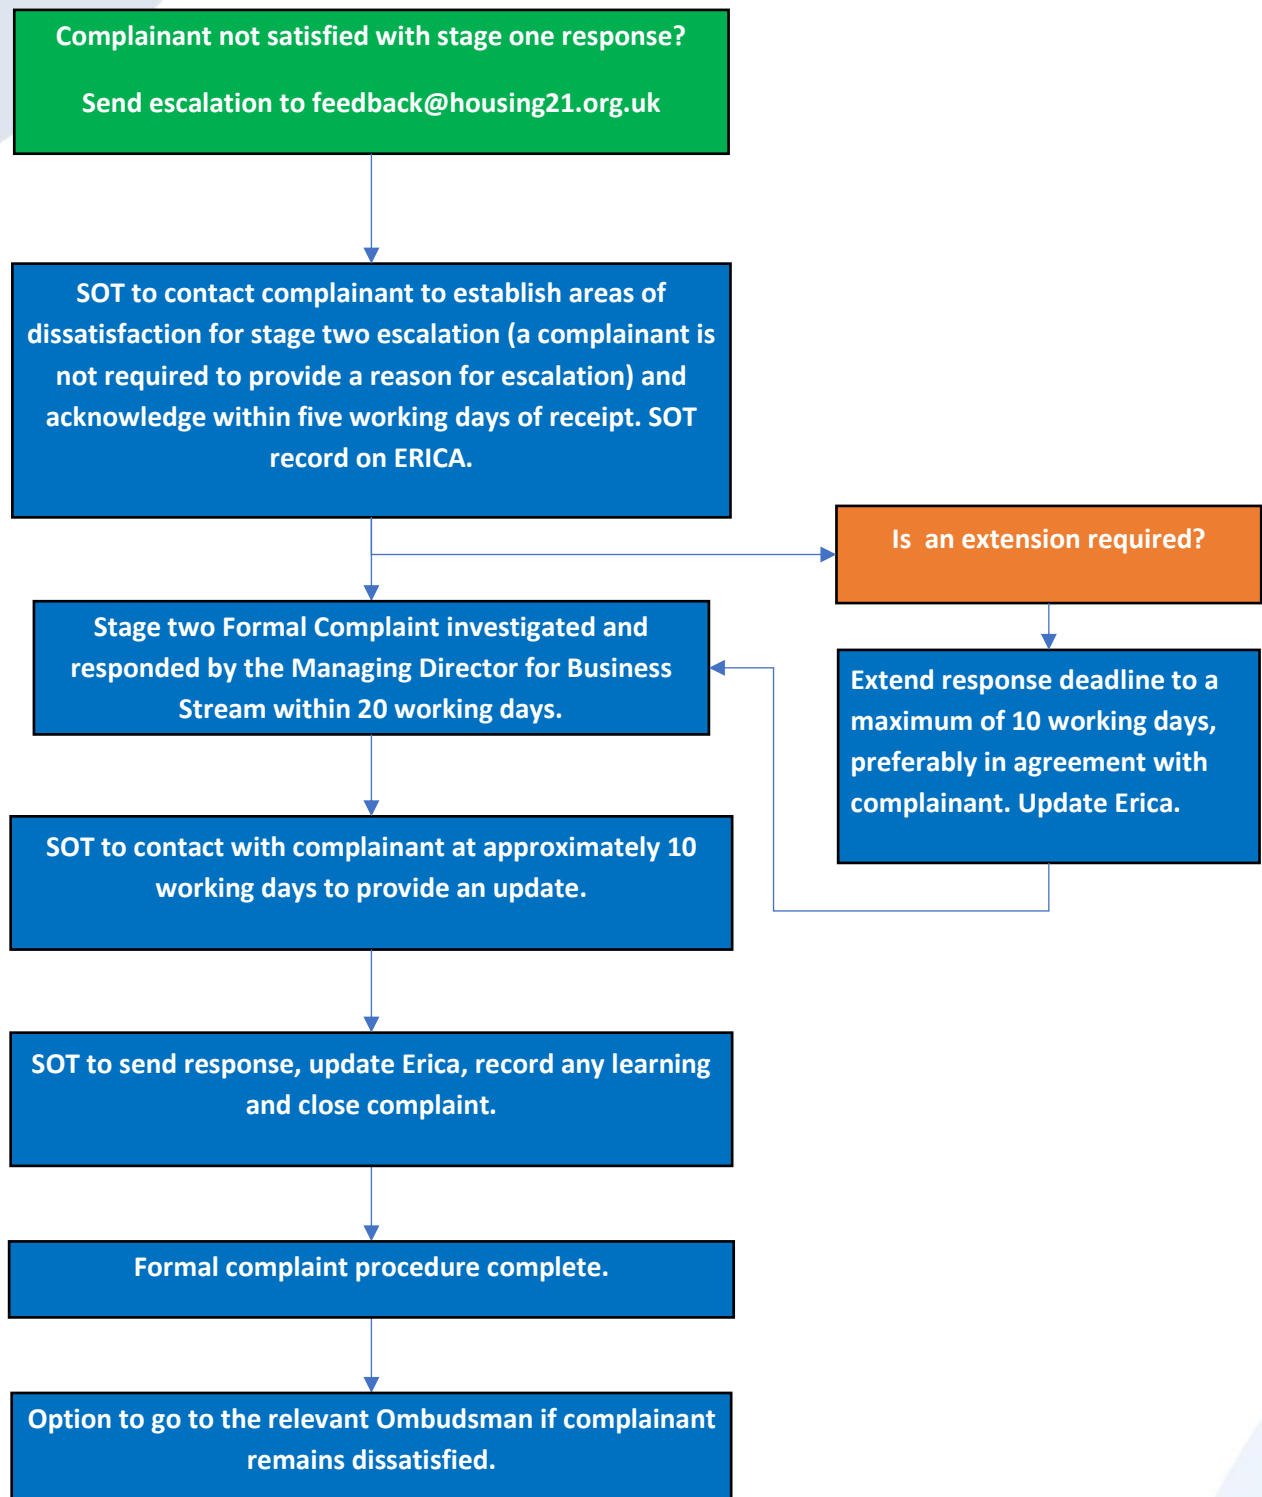 Complainant not satisfied with stage one response?
Send escalation to feedback@housing21.org.uk
SOT to contact complainant to establish areas of
dissatisfaction for stage two escalation (a complainant is
not required to provide a reason for escalation) and
acknowledge within five working days of receipt. SOT
record on ERICA.
Is an extension required?
Stage two Formal Complaint investigated and
responded by the Managing Director for Business
Stream within 20 working days.
Extend response deadline to a
maximum of 10 working days,
preferably in agreement with
complainant. Update Erica.
SOT to contact with complainant at approximately 10
working days to provide an update.
SOT to send response, update Erica, record any learning
and close complaint.
Formal complaint procedure complete.
Option to go to the relevant Ombudsman if complainant
remains dissatisfied.